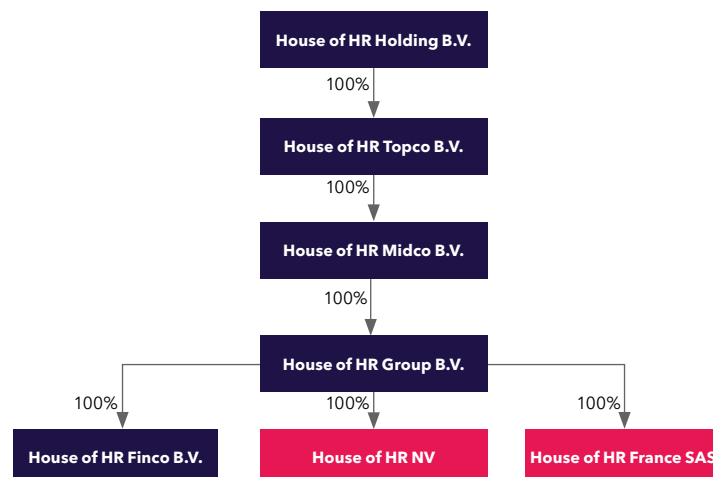 House of HR Holding B.V.
100%
House of HR Topco B.V.
100%
House of HR Midco B.V.
100%
House of HR Group B.V.
100%
100%
100%
House of HR Finco B.V.
House of HR NV
House of HR France SAS